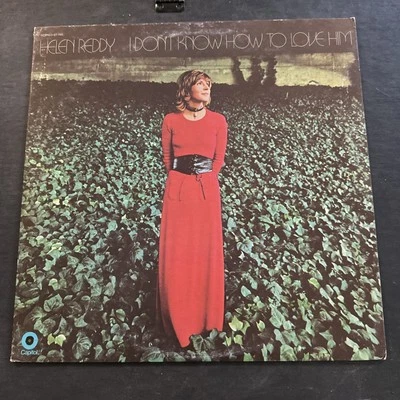 HELEN REDDY I DON'T KNOW HOW TO LOVE HIM
Capitol